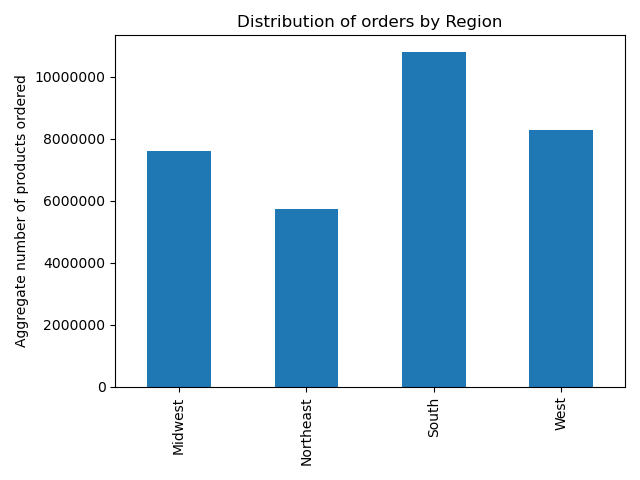 Distribution of orders by Region
Aggregate number of products ordered
10000000
8000000
6000000
4000000
2000000
0
Midwest
Northeast
South
West